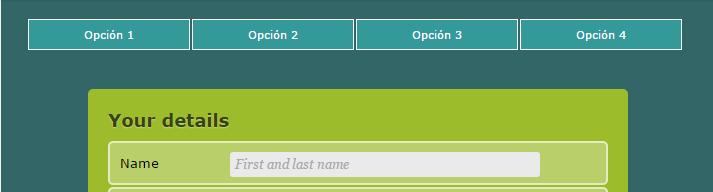 Opción 1 Opción 2 Opción 3 Opción 4
Your details
Name First and last name